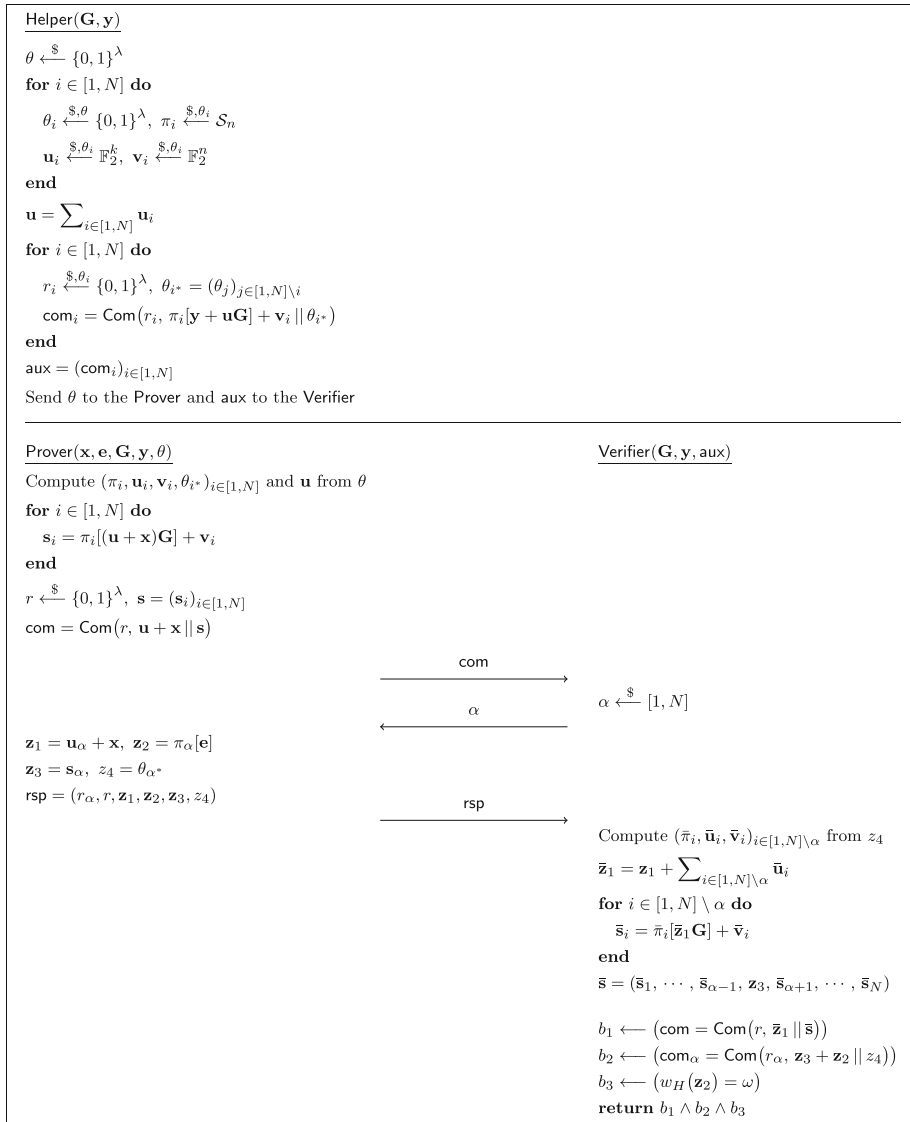 Helper(G, y)
θ ←$ {0, 1}^λ
for i ∈ [1, N] do
θ_i ←$,θ {0, 1}^λ, π_i ←$,θ_i S_n
u_i ←$,θ_i 𝔽_2^k, v_i ←$,θ_i 𝔽_2^n
end
u = ∑_{i∈[1,N]} u_i
for i ∈ [1, N] do
r_i ←$,θ_i {0, 1}^λ, θ_{i*} = (θ_j)_{j∈[1,N]\i}
com_i = Com(r_i, π_i[y + uG] + v_i || θ_{i*})
end
aux = (com_i)_{i∈[1,N]}
Send θ to the Prover and aux to the Verifier
Prover(x, e, G, y, θ) Verifier(G, y, aux)
Compute (π_i, u_i, v_i, θ_{i*})_{i∈[1,N]} and u from θ
for i ∈ [1, N] do
s_i = π_i[(u + x)G] + v_i
end
r ←$ {0, 1}^λ, s = (s_i)_{i∈[1,N]}
com = Com(r, u + x || s)
com
α ←$ [1, N]
α
z_1 = u_α + x, z_2 = π_α[e]
z_3 = s_α, z_4 = θ_{α*}
rsp = (r_α, r, z_1, z_2, z_3, z_4)
rsp
Compute (π̄_i, ū_i, v̄_i)_{i∈[1,N]\α} from z_4
z̄_1 = z_1 + ∑_{i∈[1,N]\α} ū_i
for i ∈ [1, N] \ α do
s̄_i = π̄_i[z̄_1G] + v̄_i
end
s̄ = (s̄_1, ⋯ , s̄_{α−1}, z_3, s̄_{α+1}, ⋯ , s̄_N)
b_1 ⟵ (com = Com(r, z̄_1 || s̄))
b_2 ⟵ (com_α = Com(r_α, z_3 + z_2 || z_4))
b_3 ⟵ (w_H(z_2) = ω)
return b_1 ∧ b_2 ∧ b_3